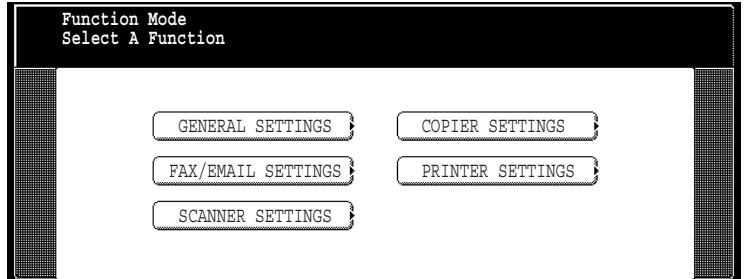 Function Mode
Select A Function
GENERAL SETTINGS
COPIER SETTINGS
FAX/EMAIL SETTINGS
PRINTER SETTINGS
SCANNER SETTINGS